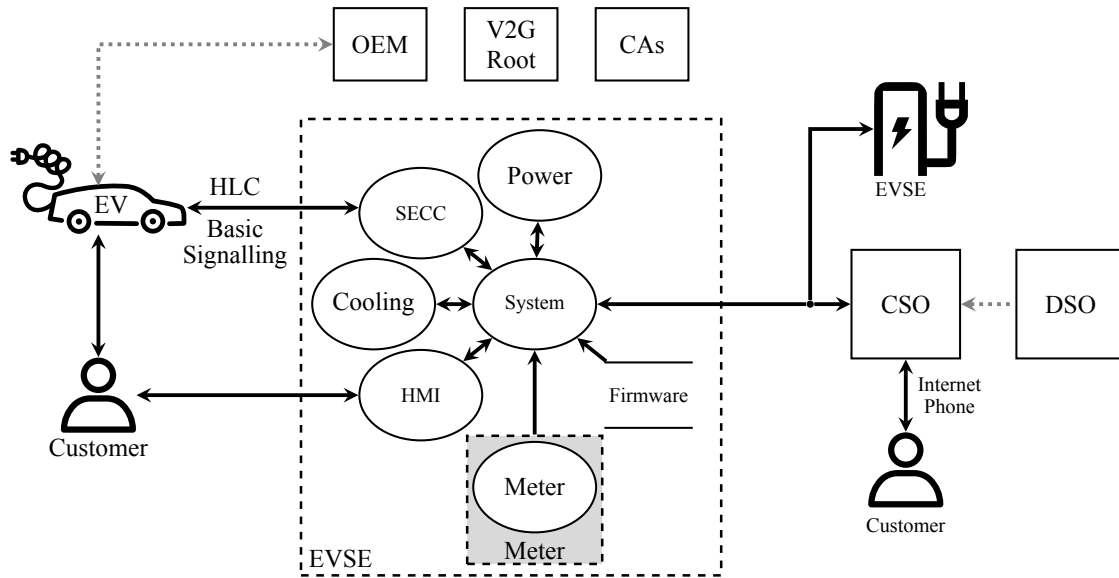 OEM
V2G
Root
CAs
EV
HLC
Basic
Signalling
SECC
Power
EVSE
Cooling
System
CSO
DSO
HMI
Firmware
Internet
Phone
Customer
Meter
Customer
EVSE
Meter